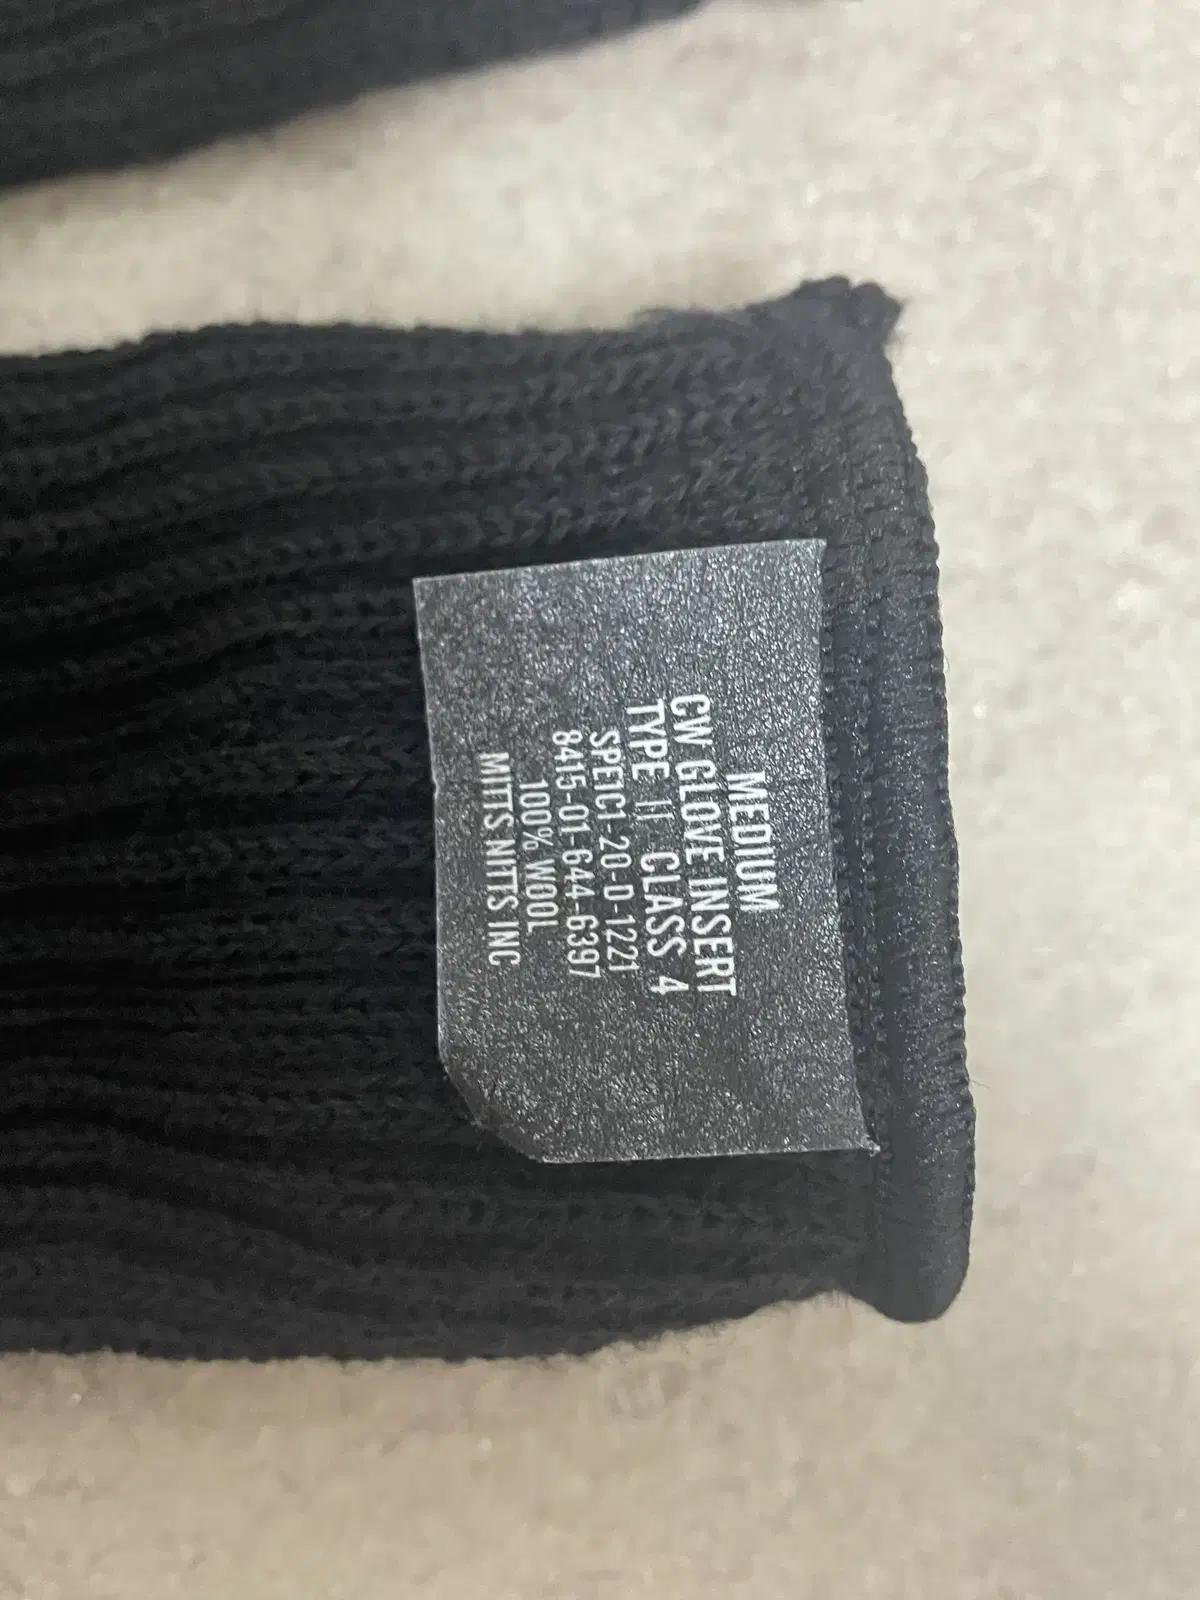 MEDIUM
CW GLOVE INSERT
TYPE II CLASS 4
SPE1C1-20-D-1221
8415-01-644-6397
100% WOOL
MITTS NITTS INC